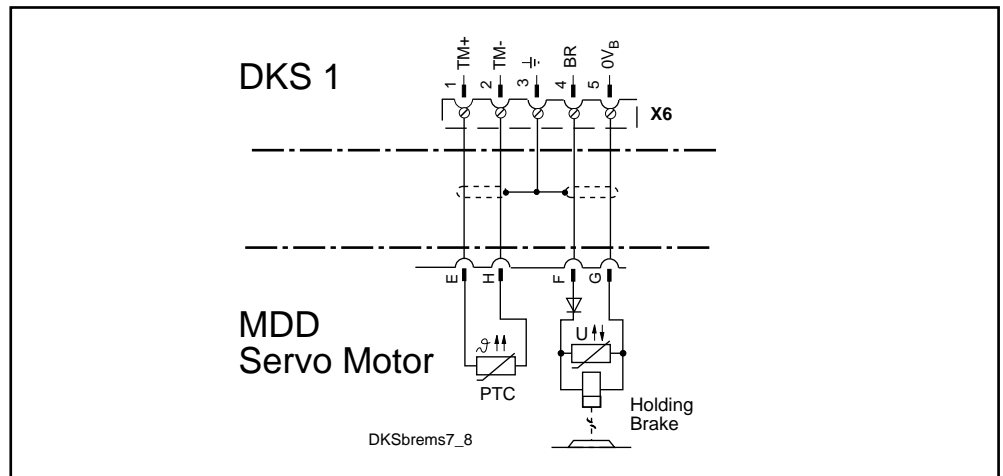 DKS 1
1 TM+
2 TM-
3
4 BR
5 0VB
X6
E
H
F
G
MDD
Servo Motor
ϑ
PTC
U
Holding
Brake
DKSbrems7_8